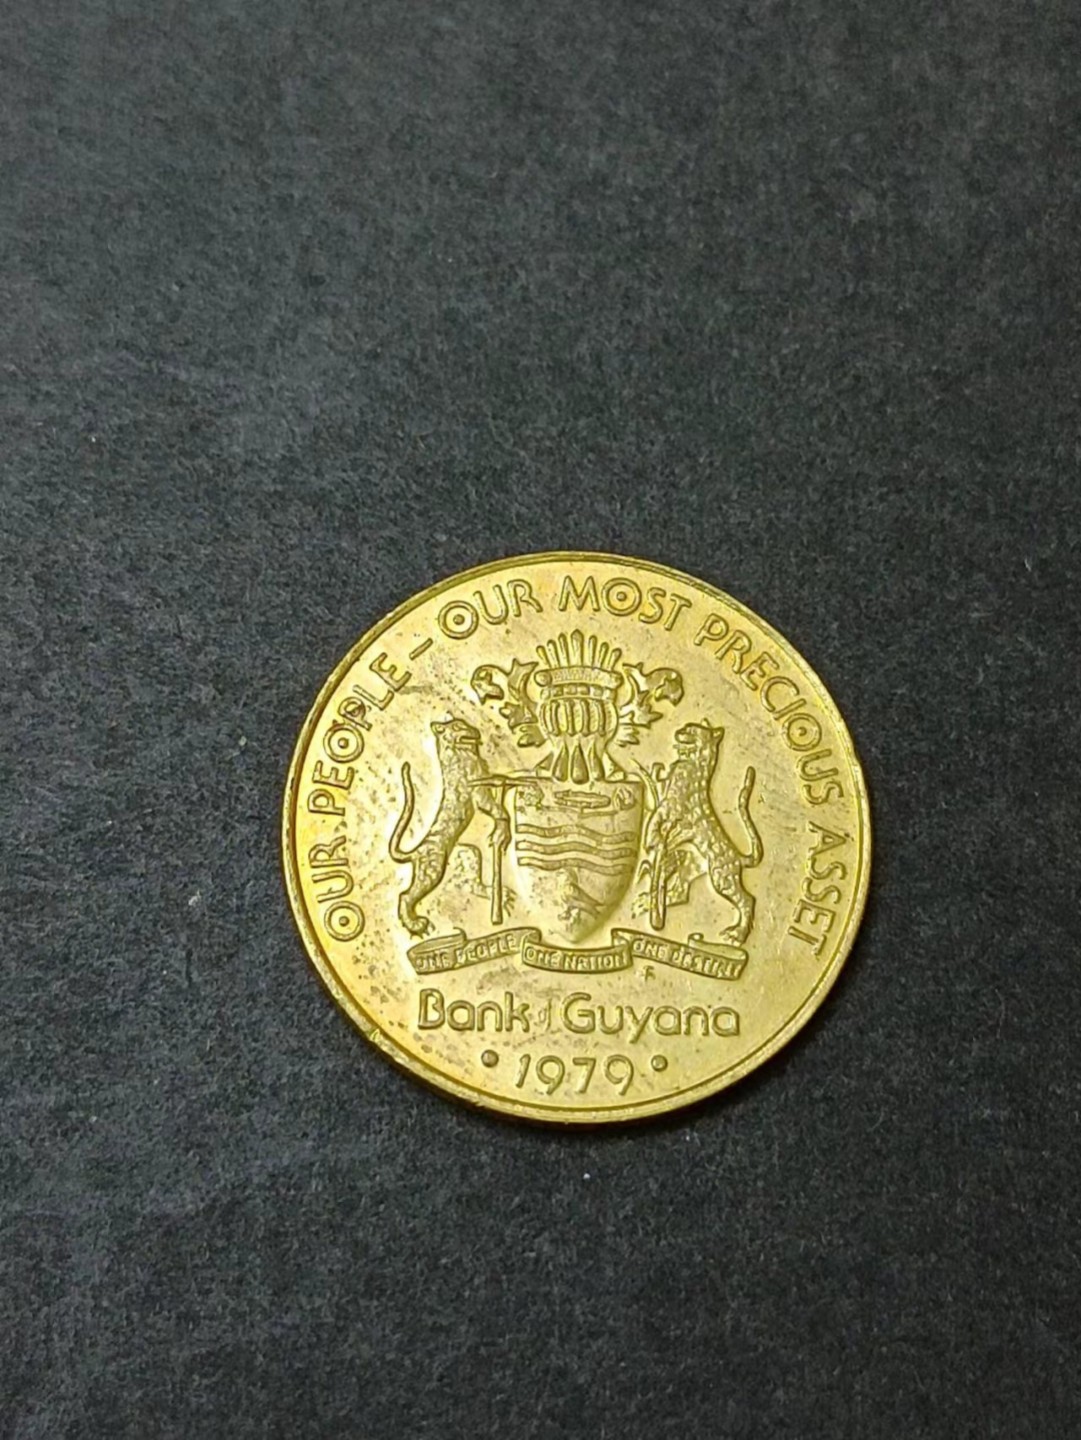 OUR PEOPLE - OUR MOST PRECIOUS ASSET
ONE PEOPLE ONE NATION ONE DESTINY
Bank of Guyana
• 1979 •